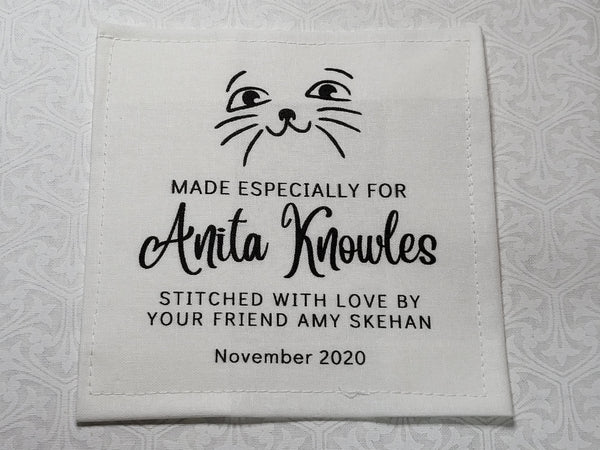 MADE ESPECIALLY FOR
Anita Knowles
STITCHED WITH LOVE BY
YOUR FRIEND AMY SKEHAN
November 2020